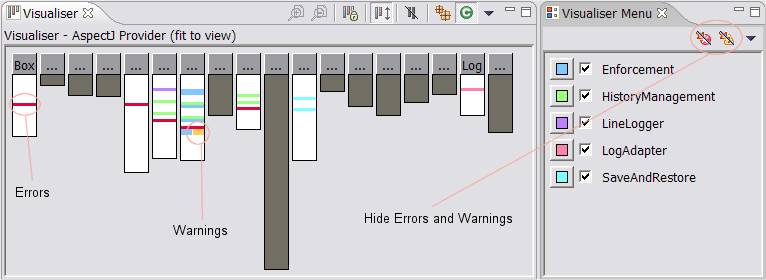 Visualiser
Visualiser - AspectJ Provider (fit to view)
Box ... ... ... ... ... ... ... ... ... ... ... ... ... ... ... Log ...
Errors
Warnings
Hide Errors and Warnings
Visualiser Menu
Enforcement
HistoryManagement
LineLogger
LogAdapter
SaveAndRestore